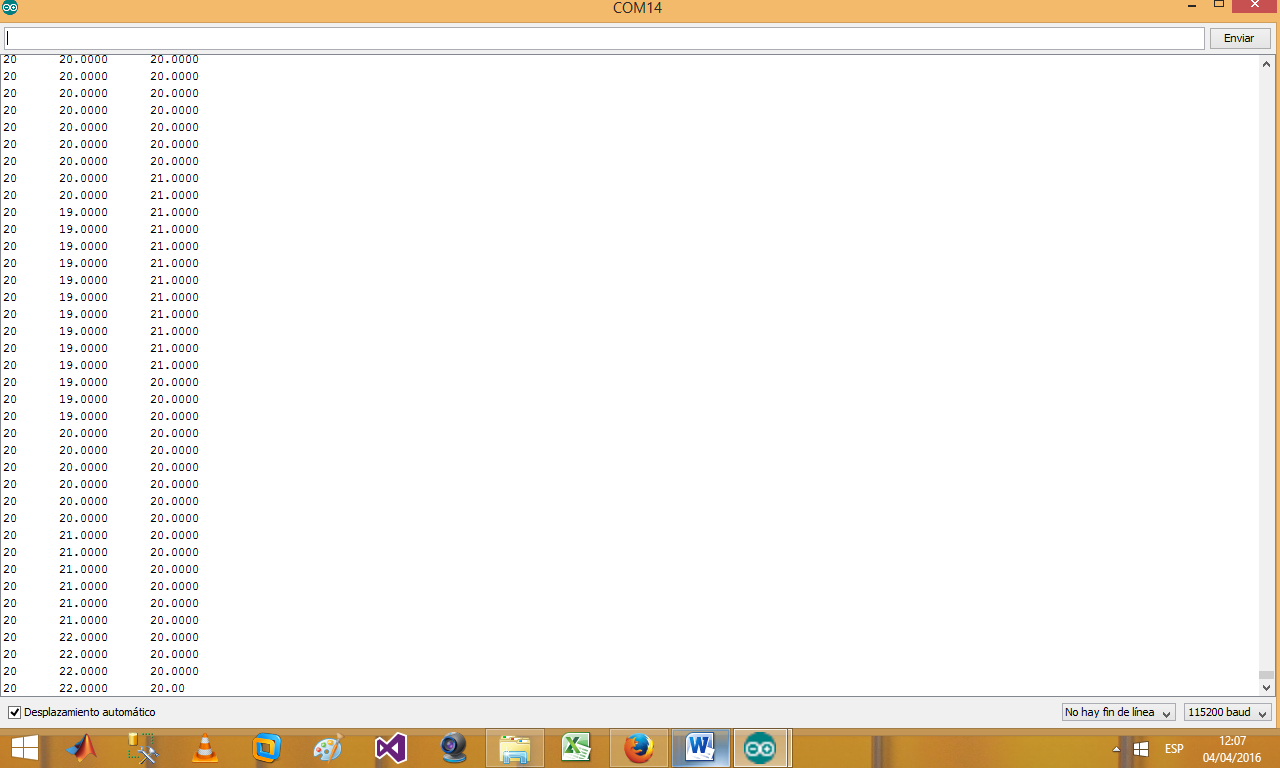 COM14
Enviar
20 20.0000 20.0000
20 20.0000 20.0000
20 20.0000 20.0000
20 20.0000 20.0000
20 20.0000 20.0000
20 20.0000 20.0000
20 20.0000 20.0000
20 20.0000 21.0000
20 20.0000 21.0000
20 19.0000 21.0000
20 19.0000 21.0000
20 19.0000 21.0000
20 19.0000 21.0000
20 19.0000 21.0000
20 19.0000 21.0000
20 19.0000 21.0000
20 19.0000 21.0000
20 19.0000 21.0000
20 19.0000 21.0000
20 19.0000 20.0000
20 19.0000 20.0000
20 19.0000 20.0000
20 20.0000 20.0000
20 20.0000 20.0000
20 20.0000 20.0000
20 20.0000 20.0000
20 20.0000 20.0000
20 20.0000 20.0000
20 21.0000 20.0000
20 21.0000 20.0000
20 21.0000 20.0000
20 21.0000 20.0000
20 21.0000 20.0000
20 21.0000 20.0000
20 22.0000 20.0000
20 22.0000 20.0000
20 22.0000 20.0000
20 22.0000 20.00
Desplazamiento automático
No hay fin de línea
115200 baud
ESP
12:07
04/04/2016